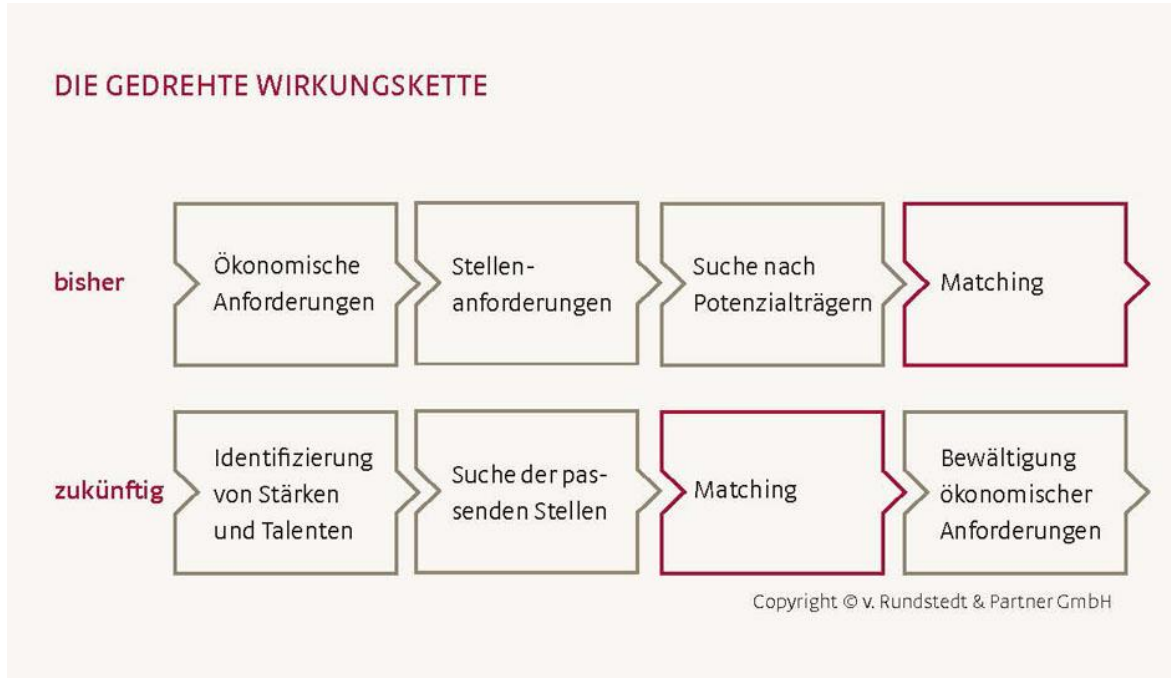 DIE GEDREHTE WIRKUNGSKETTE
bisher
Ökonomische
Anforderungen
Stellen-
anforderungen
Suche nach
Potenzialträgern
Matching
zukünftig
Identifizierung
von Stärken
und Talenten
Suche der pas-
senden Stellen
Matching
Bewältigung
ökonomischer
Anforderungen
Copyright © v. Rundstedt & Partner GmbH